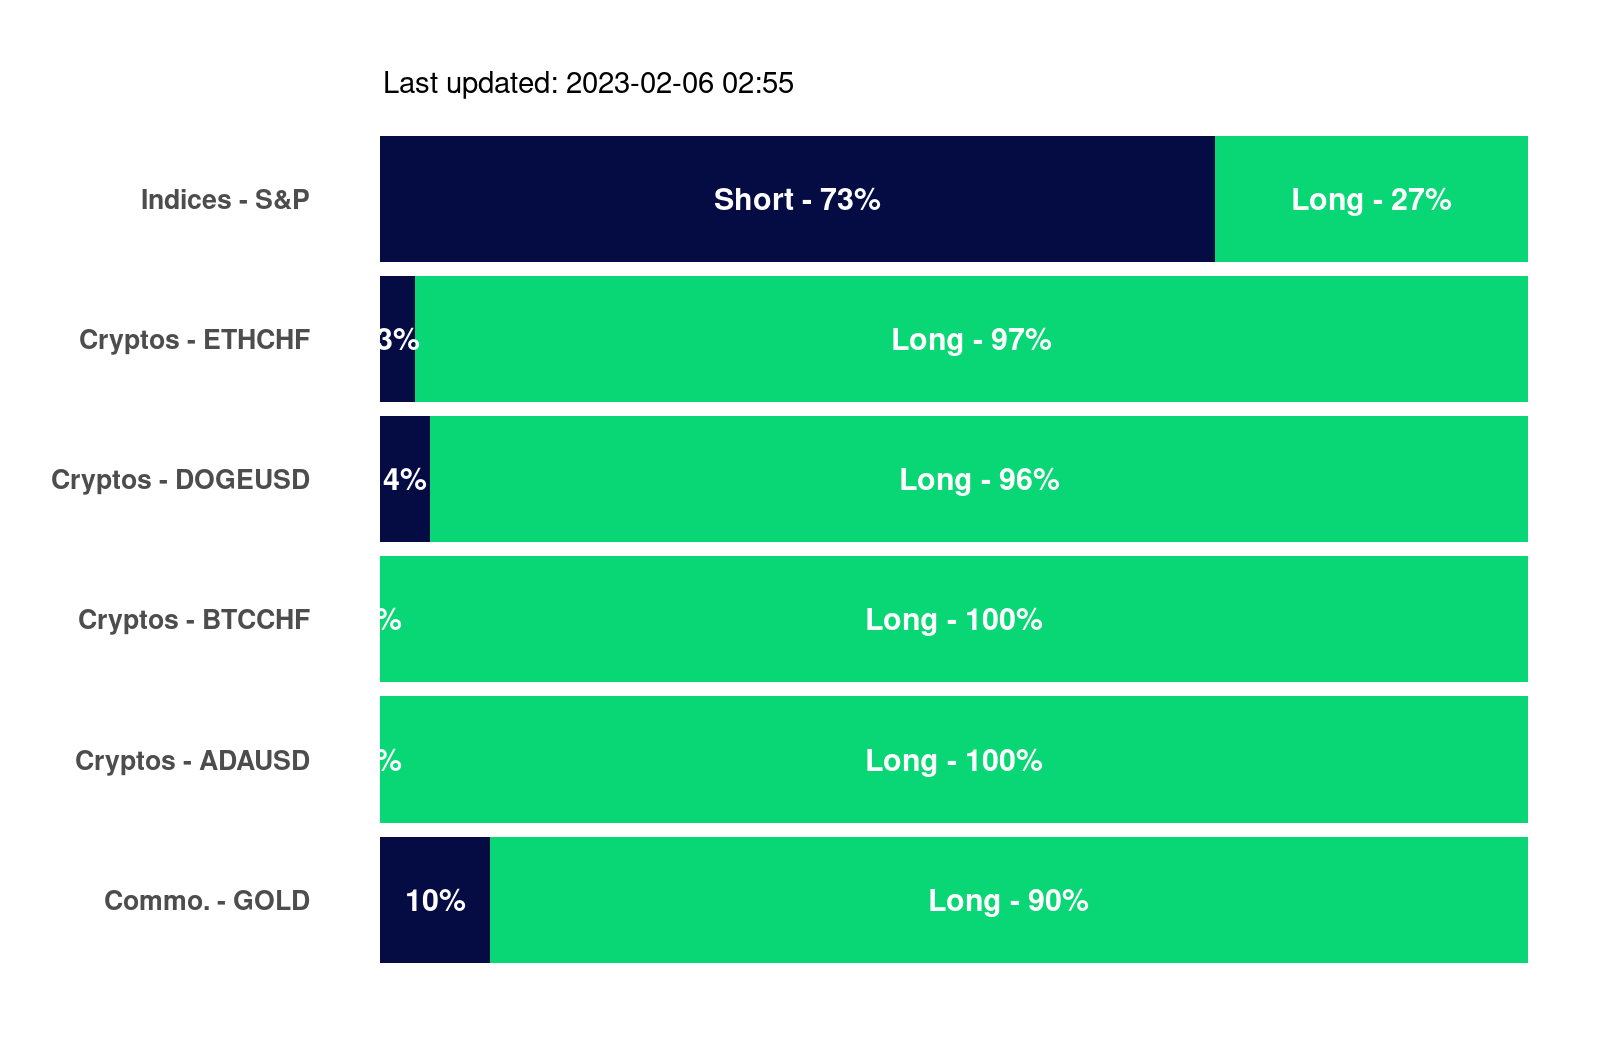 Last updated: 2023-02-06 02:55
Indices - S&P Short - 73% Long - 27%
Cryptos - ETHCHF 3% Long - 97%
Cryptos - DOGEUSD 4% Long - 96%
Cryptos - BTCCHF % Long - 100%
Cryptos - ADAUSD % Long - 100%
Commo. - GOLD 10% Long - 90%